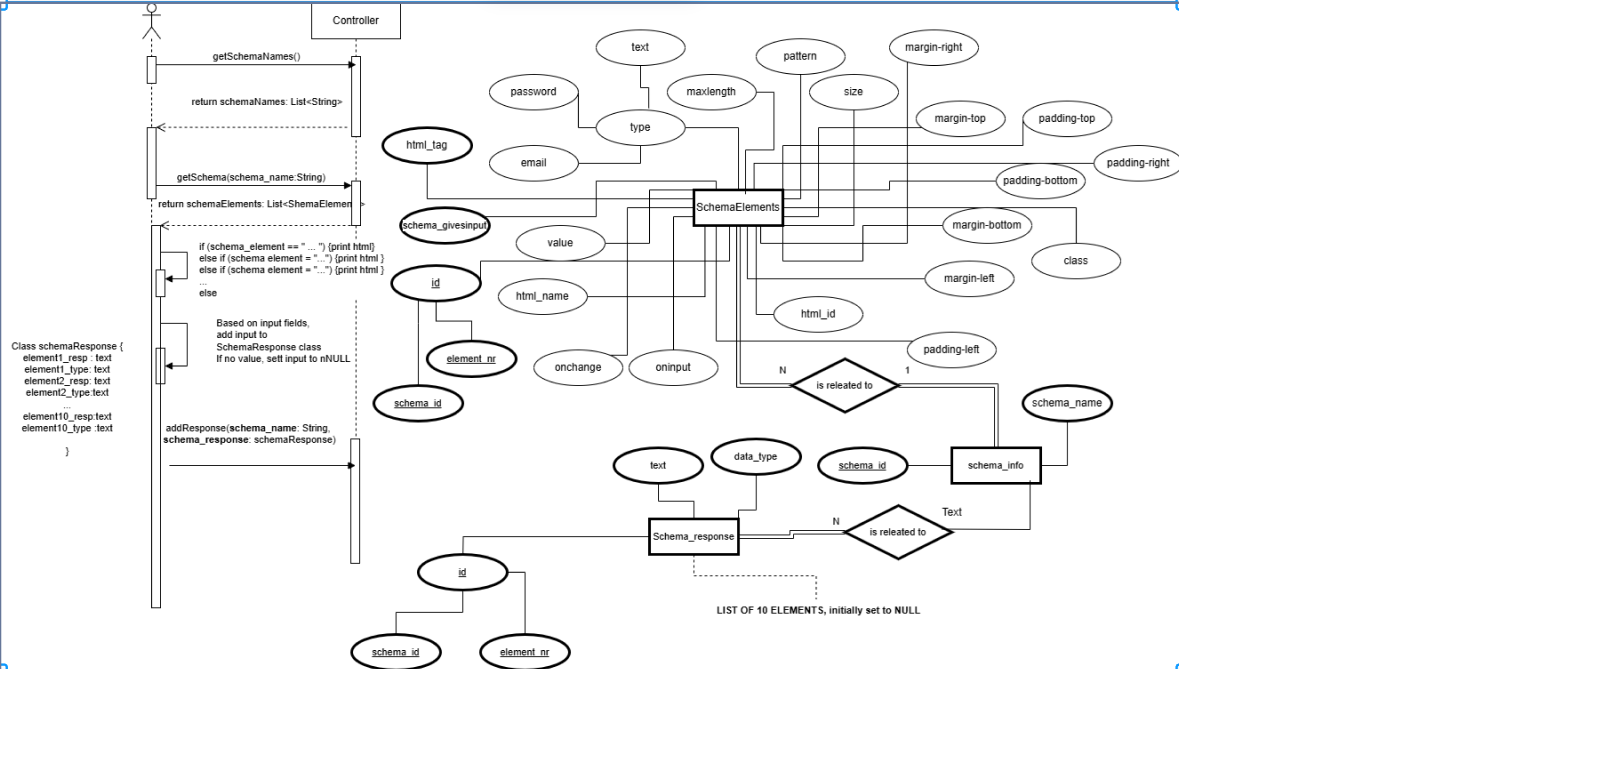 Controller
getSchemaNames()
return schemaNames: List<String>
getSchema(schema_name:String)
return schemaElements: List<ShemaElemen >
if (schema_element == " ... ") {print html}
else if (schema element = "...") {print html }
else if (schema element = "...") {print html }
...
else
Based on input fields,
add input to
SchemaResponse class
If no value, sett input to nNULL
Class schemaResponse {
element1_resp : text
element1_type: text
element2_resp: text
element2_type:text
...
element10_resp:text
element10_type :text
}
addResponse(schema_name: String,
schema_response: schemaResponse)
text
pattern
margin-right
password
maxlength
size
type
margin-top
padding-top
html_tag
email
padding-right
padding-bottom
SchemaElements
schema_givesinput
margin-bottom
value
class
id
margin-left
html_name
html_id
element_nr
onchange
oninput
padding-left
N
is releated to
1
schema_id
schema_name
text
data_type
schema_id
schema_info
Text
N
is releated to
Schema_response
id
LIST OF 10 ELEMENTS, initially set to NULL
schema_id
element_nr